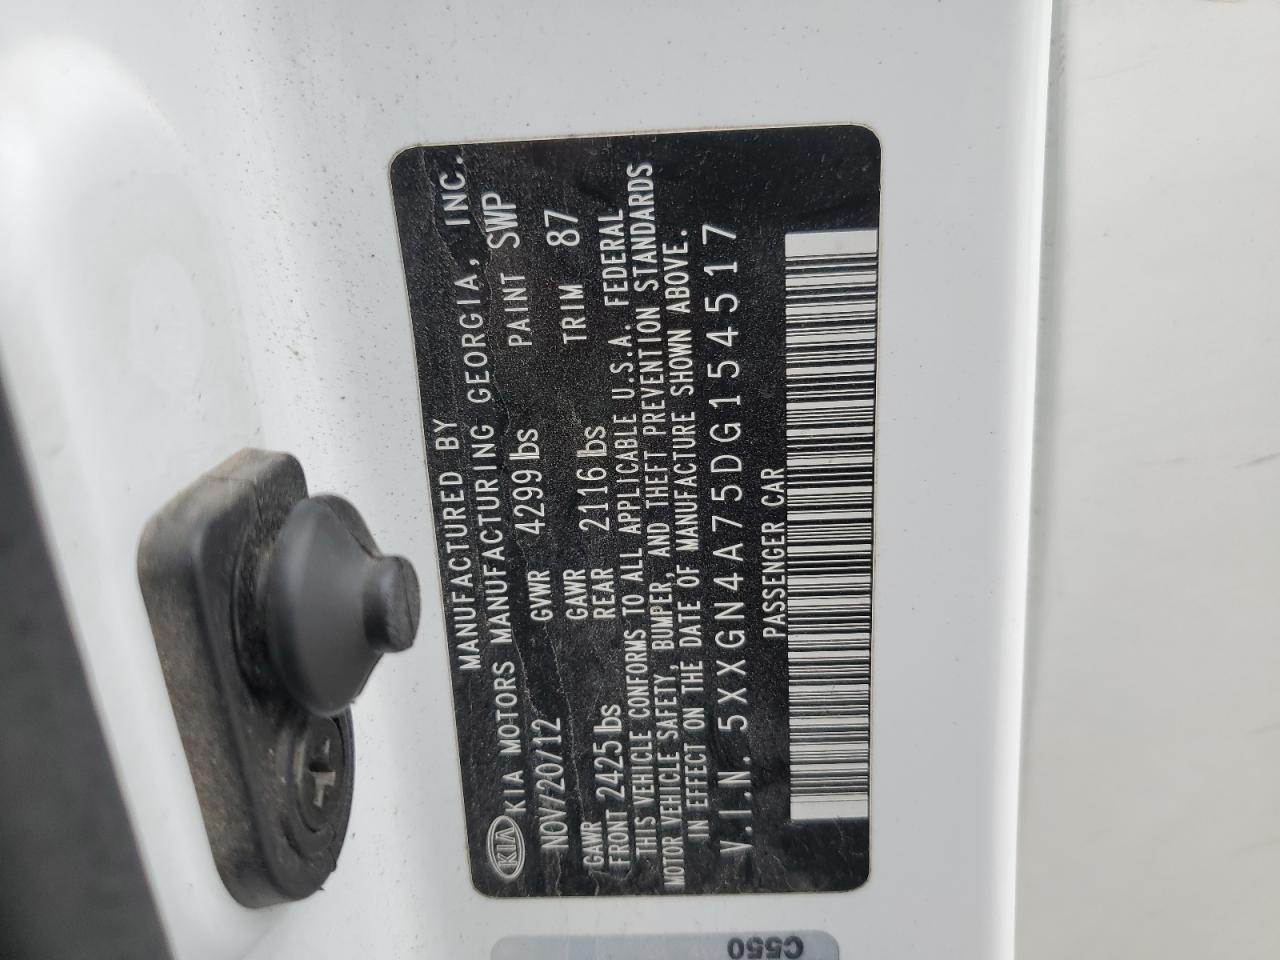 MANUFACTURED BY
KIA KIA MOTORS MANUFACTURING GEORGIA, INC.
NOV/20/12 GVWR 4299 lbs PAINT SWP
GAWR FRONT 2425 lbs GAWR REAR 2116 lbs TRIM 87
THIS VEHICLE CONFORMS TO ALL APPLICABLE U.S.A. FEDERAL
MOTOR VEHICLE SAFETY, BUMPER, AND THEFT PREVENTION STANDARDS
IN EFFECT ON THE DATE OF MANUFACTURE SHOWN ABOVE.
V.I.N. 5XXGN4A75DG154517
PASSENGER CAR
C550